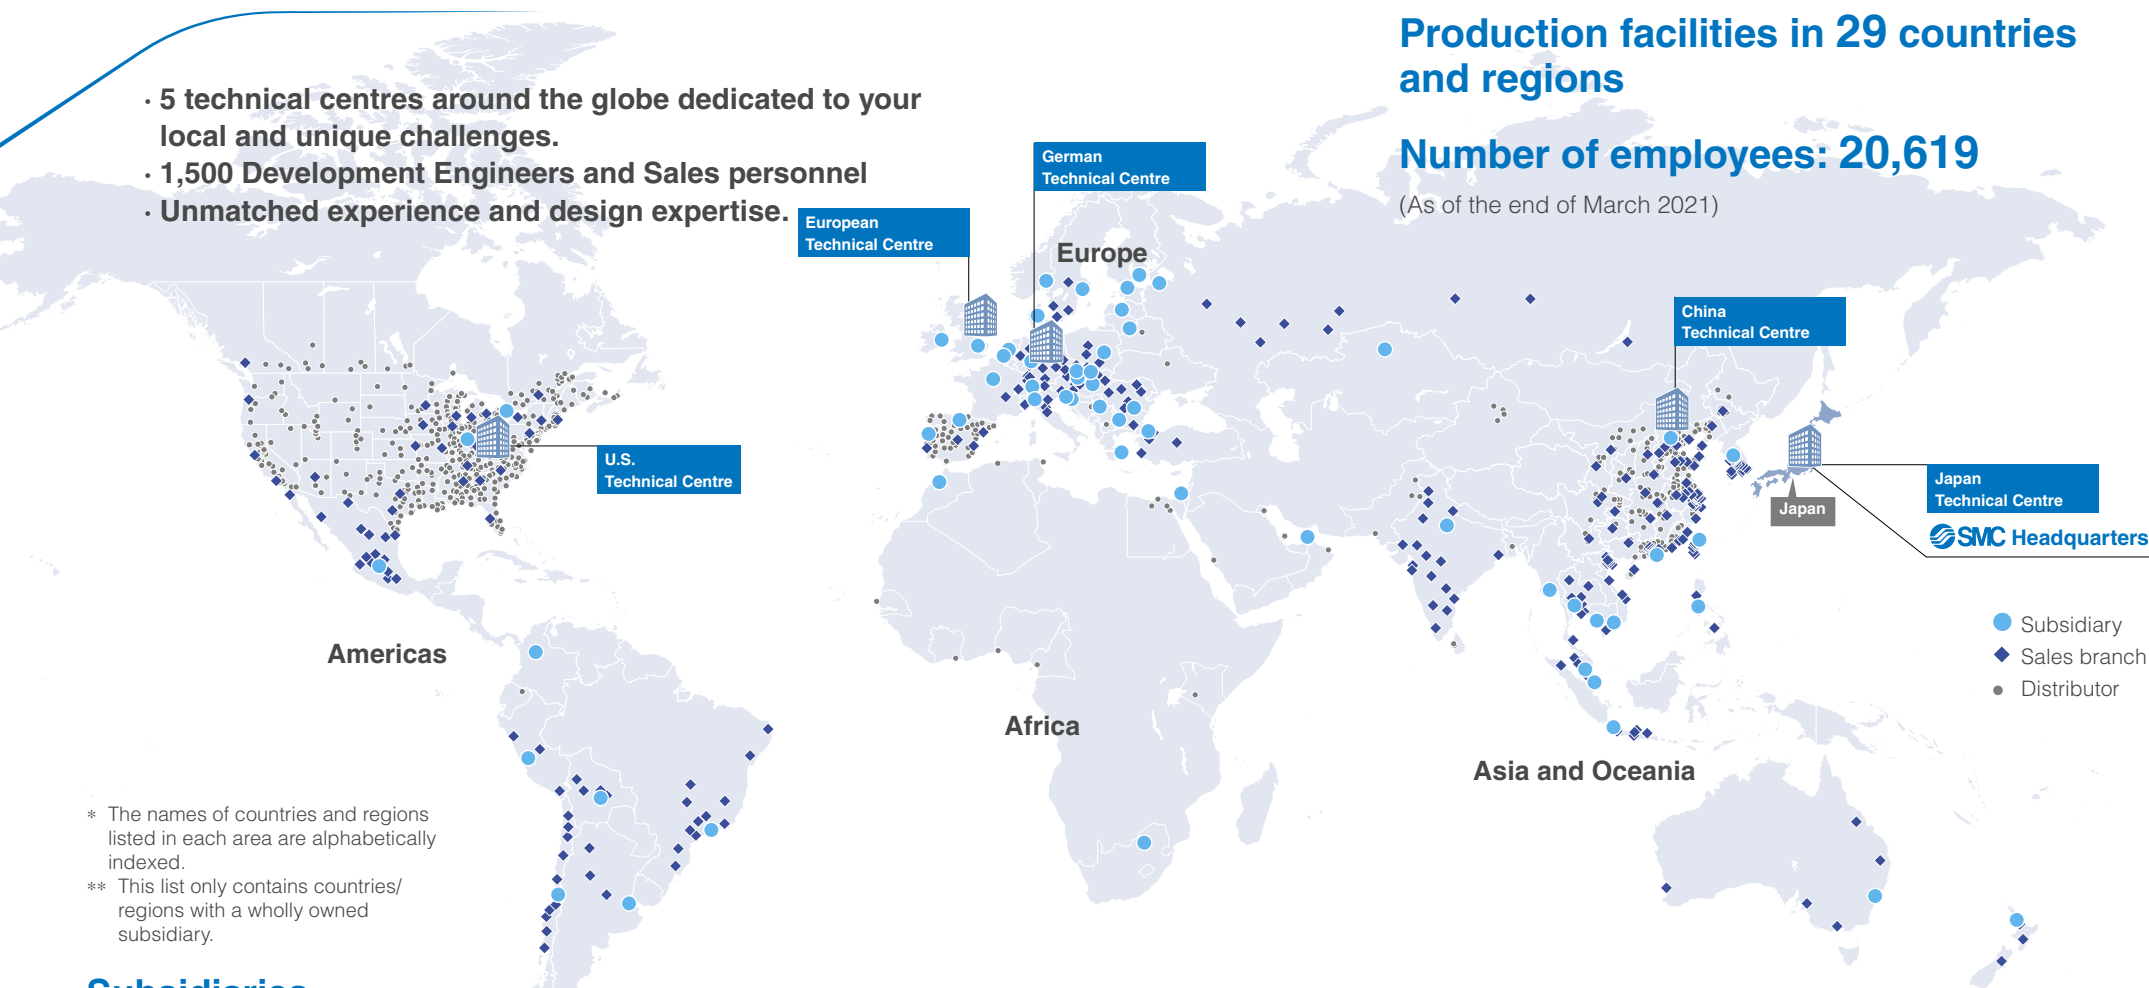 Production facilities in 29 countries
and regions
Number of employees: 20,619
(As of the end of March 2021)
· 5 technical centres around the globe dedicated to your
local and unique challenges.
· 1,500 Development Engineers and Sales personnel
· Unmatched experience and design expertise.
German
Technical Centre
European
Technical Centre
Europe
China
Technical Centre
U.S.
Technical Centre
Japan
Technical Centre
Japan
SMC Headquarters
Subsidiary
Sales branch
Distributor
Americas
Africa
Asia and Oceania
* The names of countries and regions
listed in each area are alphabetically
indexed.
** This list only contains countries/
regions with a wholly owned
subsidiary.
Subsidiaries